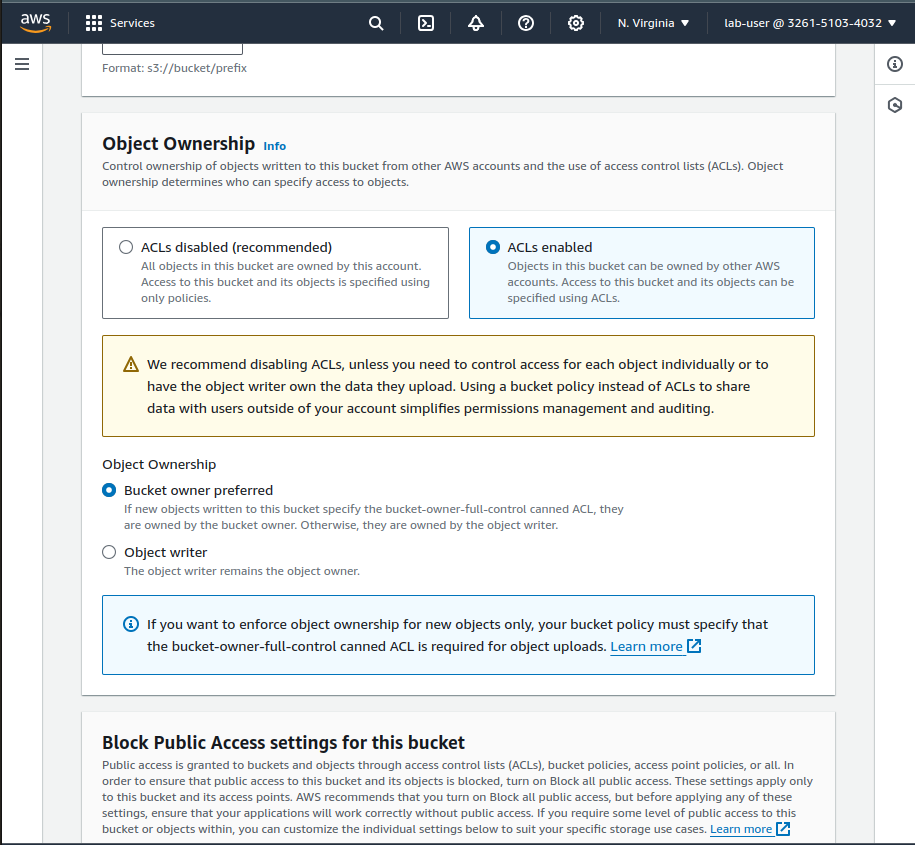 aws
Services
N. Virginia
lab-user @ 3261-5103-4032
Format: s3://bucket/prefix
Object Ownership Info
Control ownership of objects written to this bucket from other AWS accounts and the use of access control lists (ACLs). Object
ownership determines who can specify access to objects.
ACLs disabled (recommended)
All objects in this bucket are owned by this account.
Access to this bucket and its objects is specified using
only policies.
ACLs enabled
Objects in this bucket can be owned by other AWS
accounts. Access to this bucket and its objects can be
specified using ACLs.
We recommend disabling ACLs, unless you need to control access for each object individually or to
have the object writer own the data they upload. Using a bucket policy instead of ACLs to share
data with users outside of your account simplifies permissions management and auditing.
Object Ownership
Bucket owner preferred
If new objects written to this bucket specify the bucket-owner-full-control canned ACL, they
are owned by the bucket owner. Otherwise, they are owned by the object writer.
Object writer
The object writer remains the object owner.
If you want to enforce object ownership for new objects only, your bucket policy must specify that
the bucket-owner-full-control canned ACL is required for object uploads. Learn more
Block Public Access settings for this bucket
Public access is granted to buckets and objects through access control lists (ACLs), bucket policies, access point policies, or all. In
order to ensure that public access to this bucket and its objects is blocked, turn on Block all public access. These settings apply only
to this bucket and its access points. AWS recommends that you turn on Block all public access, but before applying any of these
settings, ensure that your applications will work correctly without public access. If you require some level of public access to this
bucket or objects within, you can customize the individual settings below to suit your specific storage use cases. Learn more